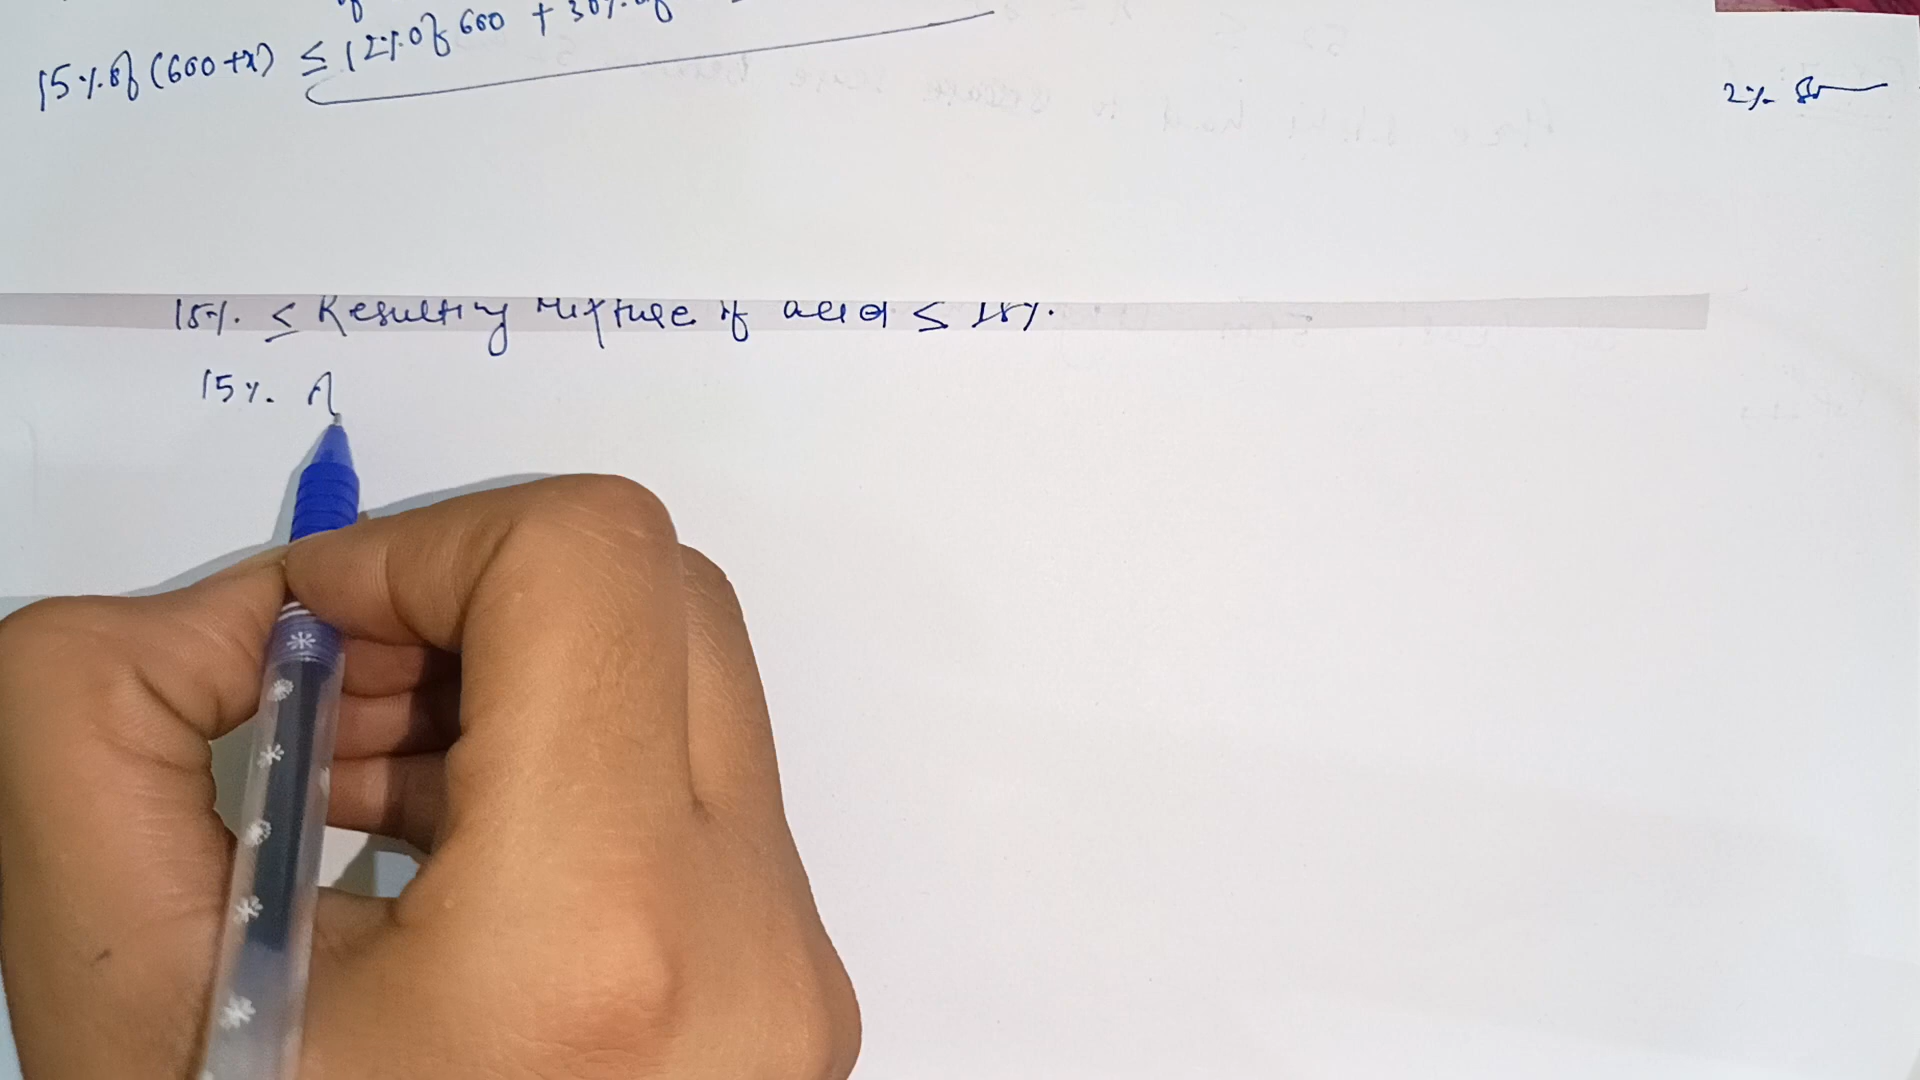 15%.of (600+x) ≤ 12%.of 600 + 30%.of
2%
15%. ≤ Resulting mixture of acid ≤ 18%.
15%. o